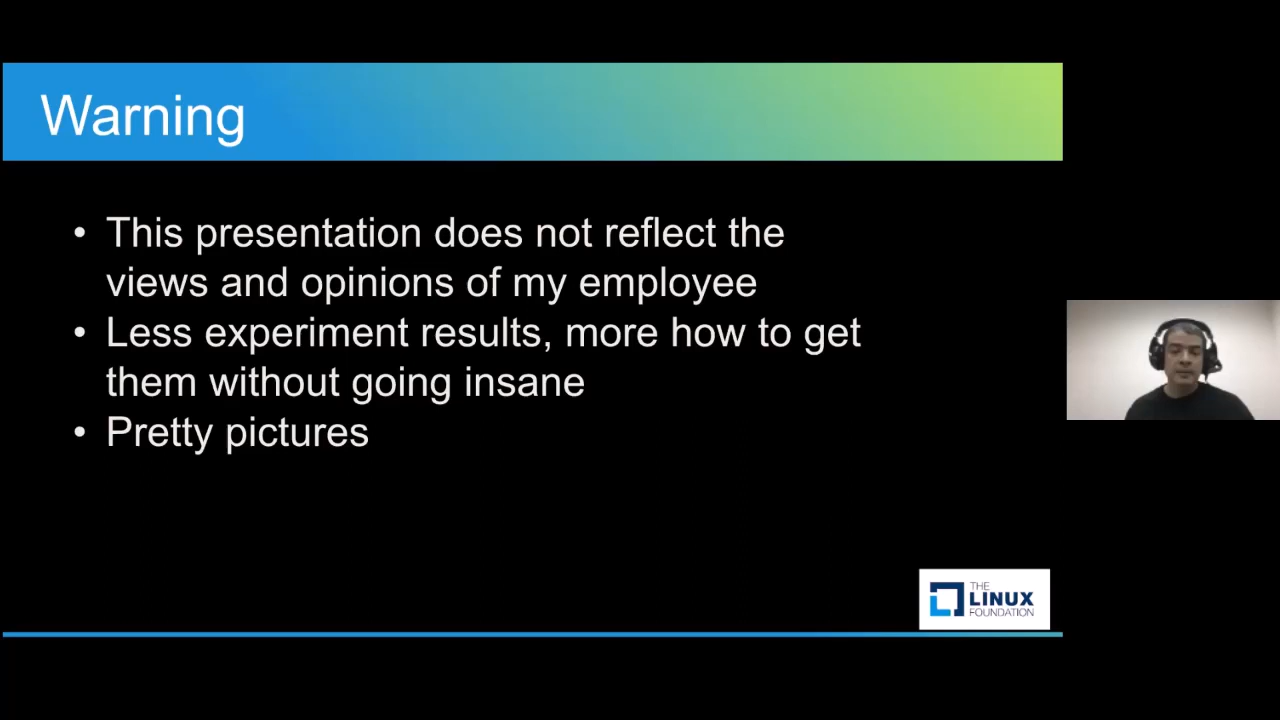 Warning
• This presentation does not reflect the
views and opinions of my employee
• Less experiment results, more how to get
them without going insane
• Pretty pictures
THE
LINUX
FOUNDATION